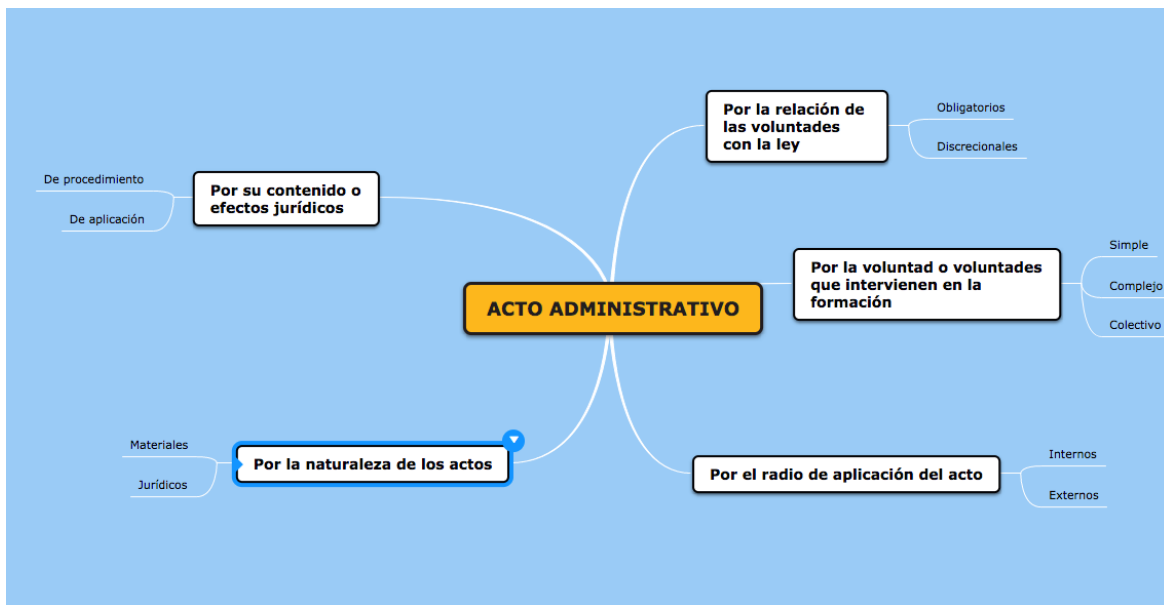 ACTO ADMINISTRATIVO
Por la relación de
las voluntades
con la ley
Obligatorios
Discrecionales
Por la voluntad o voluntades
que intervienen en la
formación
Simple
Complejo
Colectivo
Por el radio de aplicación del acto
Internos
Externos
Por su contenido o
efectos jurídicos
De procedimiento
De aplicación
Por la naturaleza de los actos
Materiales
Jurídicos